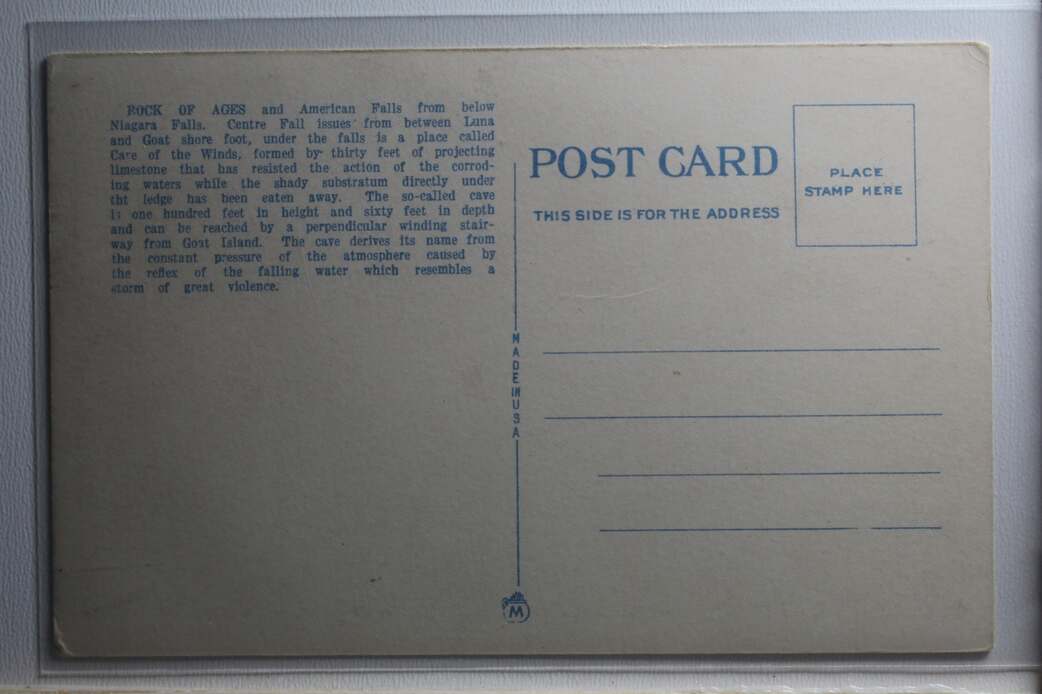 ROCK OF AGES and American Falls from below
Niagara Falls. Centre Fall issues from between Luna
and Goat shore foot, under the falls is a place called
Cave of the Winds, formed by thirty feet of projecting
limestone that has resisted the action of the corrod-
ing waters while the shady substratum directly under
tht ledge has been eaten away. The so-called cave
is one hundred feet in height and sixty feet in depth
and can be reached by a perpendicular winding stair-
way from Goat Island. The cave derives its name from
the constant pressure of the atmosphere caused by
the reflex of the falling water which resembles a
storm of great violence.
POST CARD
THIS SIDE IS FOR THE ADDRESS
PLACE
STAMP HERE
MADE IN USA
M